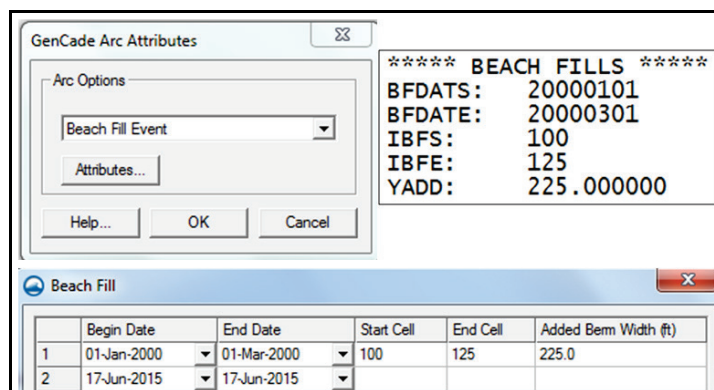 GenCade Arc Attributes
Arc Options
Beach Fill Event
Attributes...
Help... OK Cancel
***** BEACH FILLS *****
BFDATS: 20000101
BFDATE: 20000301
IBFS: 100
IBFE: 125
YADD: 225.000000
Beach Fill
Begin Date End Date Start Cell End Cell Added Berm Width (ft)
1 01-Jan-2000 01-Mar-2000 100 125 225.0
2 17-Jun-2015 17-Jun-2015